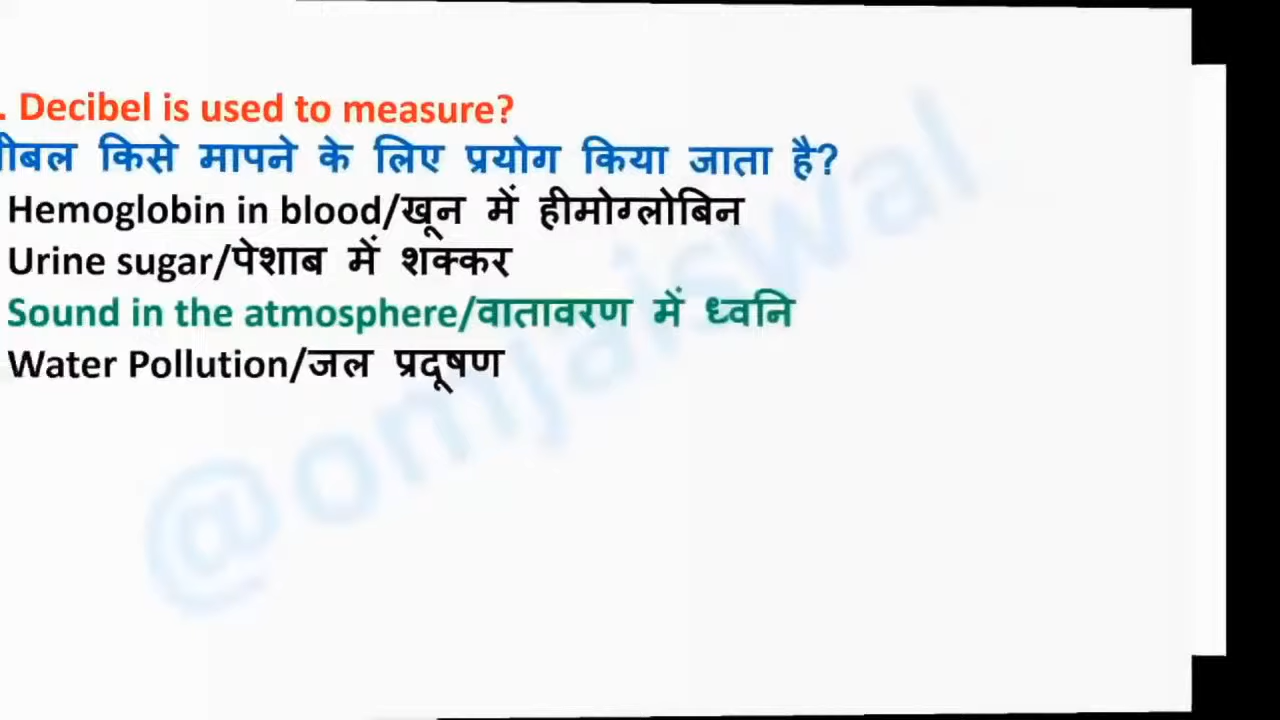 . Decibel is used to measure?
ीबल किसे मापने के लिए प्रयोग किया जाता है?
Hemoglobin in blood/खून में हीमोग्लोबिन
Urine sugar/पेशाब में शक्कर
Sound in the atmosphere/वातावरण में ध्वनि
Water Pollution/जल प्रदूषण
@omjaiswal